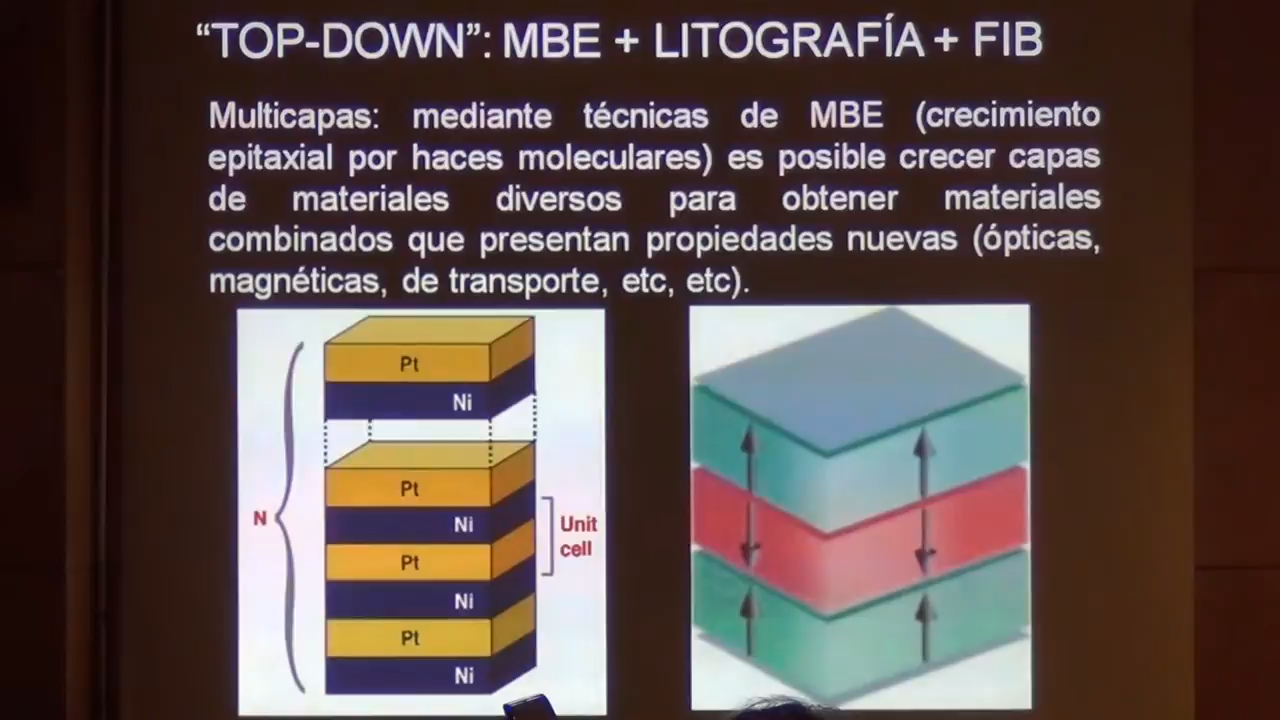 “TOP-DOWN”: MBE + LITOGRAFÍA + FIB
Multicapas: mediante técnicas de MBE (crecimiento
epitaxial por haces moleculares) es posible crecer capas
de materiales diversos para obtener materiales
combinados que presentan propiedades nuevas (ópticas,
magnéticas, de transporte, etc, etc).
Pt
Ni
Pt
Ni
Pt
Ni
Pt
Ni
N
Unit
cell